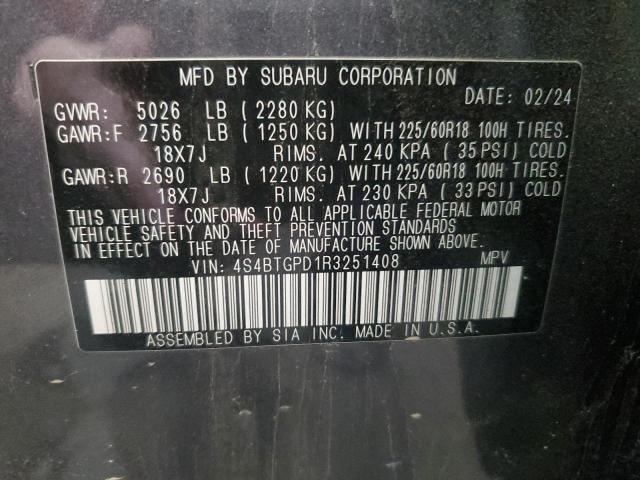 MFD BY SUBARU CORPORATION
GVWR: 5026 LB ( 2280 KG) DATE: 02/24
GAWR:F 2756 LB ( 1250 KG) WITH 225/60R18 100H TIRES.
18X7J RIMS. AT 240 KPA ( 35 PSI) COLD
GAWR:R 2690 LB ( 1220 KG) WITH 225/60R18 100H TIRES.
18X7J RIMS. AT 230 KPA ( 33 PSI) COLD
THIS VEHICLE CONFORMS TO ALL APPLICABLE FEDERAL MOTOR
VEHICLE SAFETY AND THEFT PREVENTION STANDARDS
IN EFFECT ON THE DATE OF MANUFACTURE SHOWN ABOVE.
VIN: 4S4BTGPD1R3251408 MPV
ASSEMBLED BY SIA INC. MADE IN U.S.A.